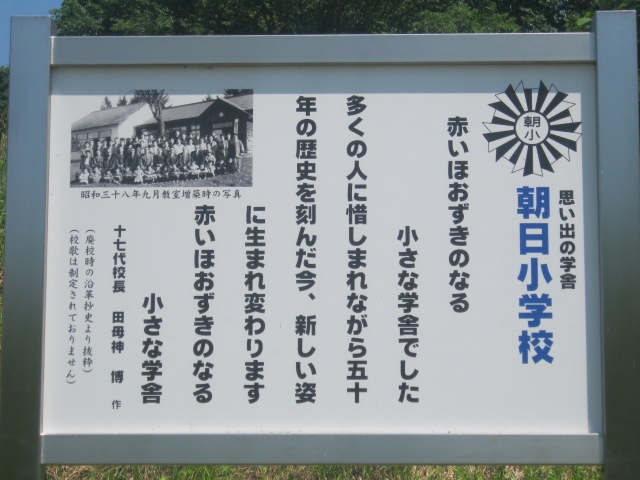 朝小
思い出の学舎
朝日小学校
赤いほおずきのなる
小さな学舎でした
多くの人に惜しまれながら五十
年の歴史を刻んだ今、新しい姿
に生まれ変わります
赤いほおずきのなる
小さな学舎
十七代校長 田母神 博 作
(廃校時の沿革抄史より抜粋)
(校歌は制定されておりません)
昭和三十八年九月教室増築時の写真